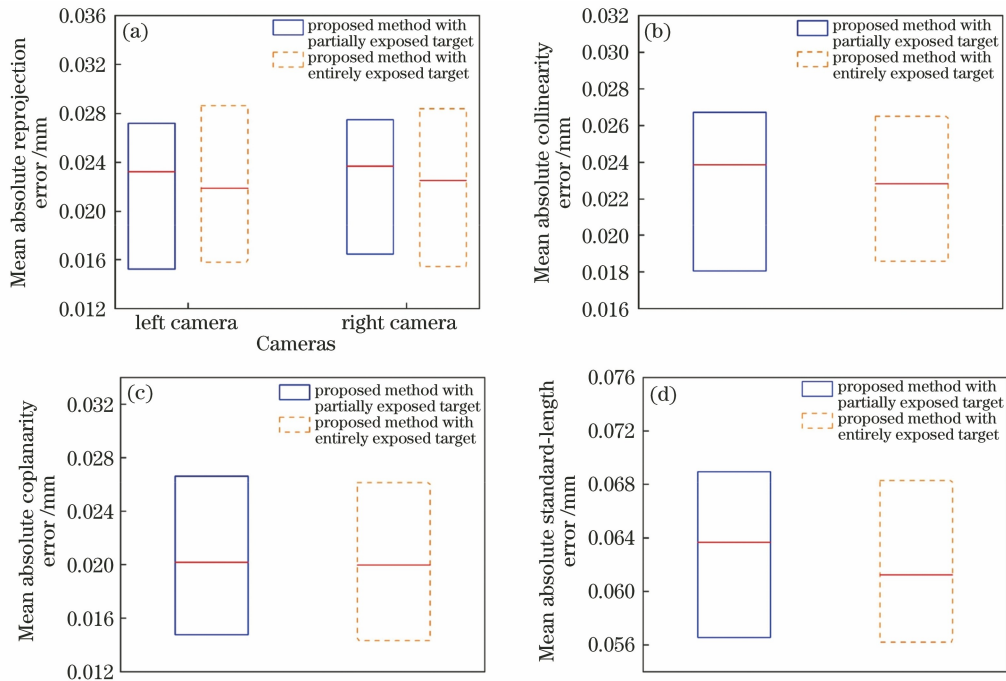 (a)
proposed method with
partially exposed target
proposed method with
entirely exposed target
Mean absolute reprojection
error /mm
0.036
0.032
0.028
0.024
0.020
0.016
0.012
left camera
right camera
Cameras
(b)
proposed method with
partially exposed target
proposed method with
entirely exposed target
Mean absolute collinearity
error /mm
0.032
0.030
0.028
0.026
0.024
0.022
0.020
0.018
0.016
(c)
proposed method with
partially exposed target
proposed method with
entirely exposed target
Mean absolute coplanarity
error /mm
0.032
0.028
0.024
0.020
0.016
0.012
(d)
proposed method with
partially exposed target
proposed method with
entirely exposed target
Mean absolute standard-length
error /mm
0.076
0.072
0.068
0.064
0.060
0.056